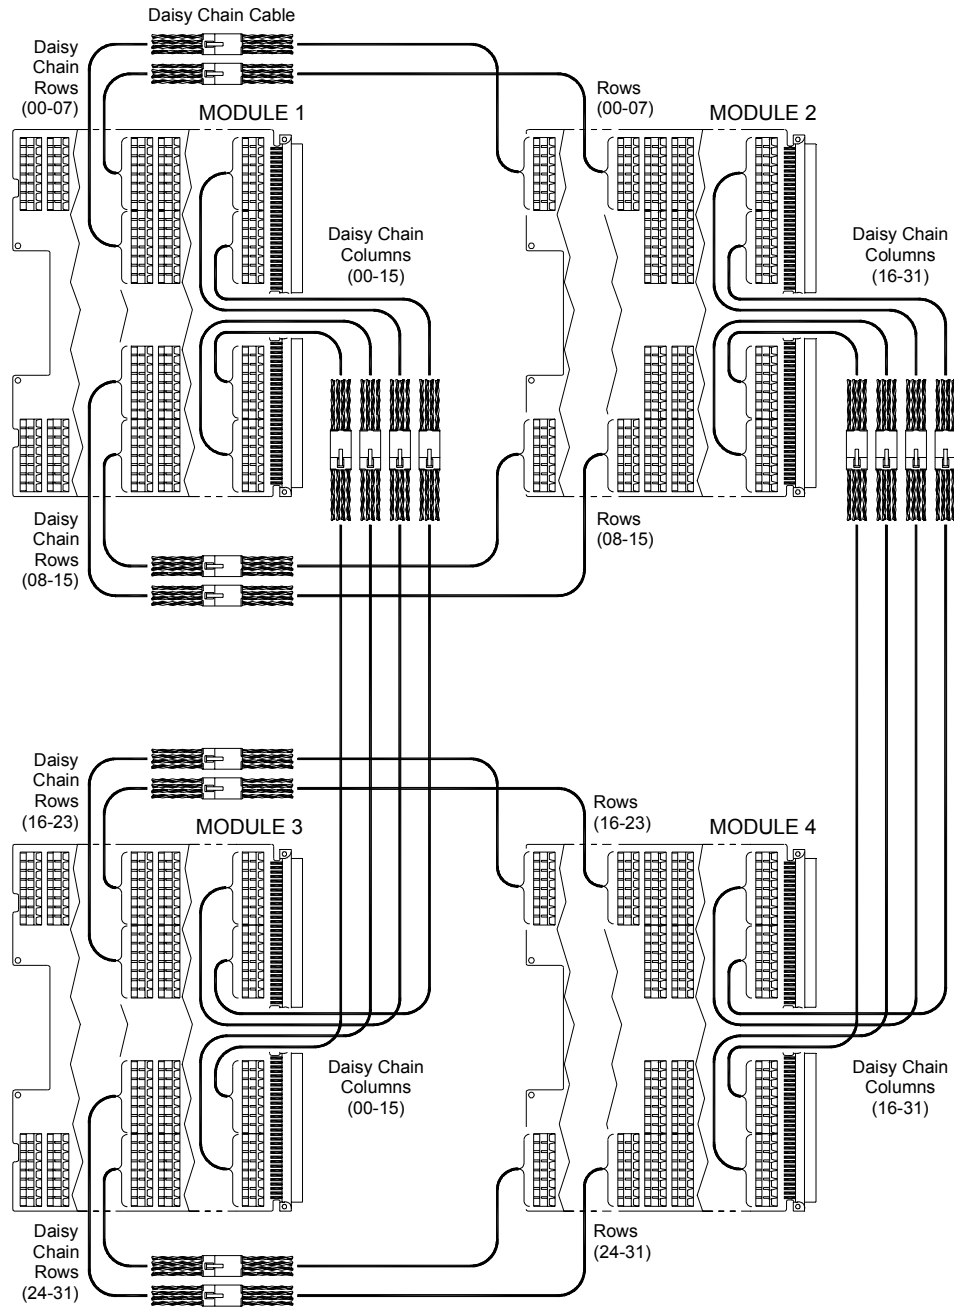 Daisy Chain Cable
Daisy
Chain
Rows
(00-07)
MODULE 1
Rows
(00-07)
MODULE 2
Daisy Chain
Columns
(00-15)
Daisy Chain
Columns
(16-31)
Daisy
Chain
Rows
(08-15)
Rows
(08-15)
Daisy
Chain
Rows
(16-23)
MODULE 3
Rows
(16-23)
MODULE 4
Daisy Chain
Columns
(00-15)
Daisy Chain
Columns
(16-31)
Daisy
Chain
Rows
(24-31)
Rows
(24-31)